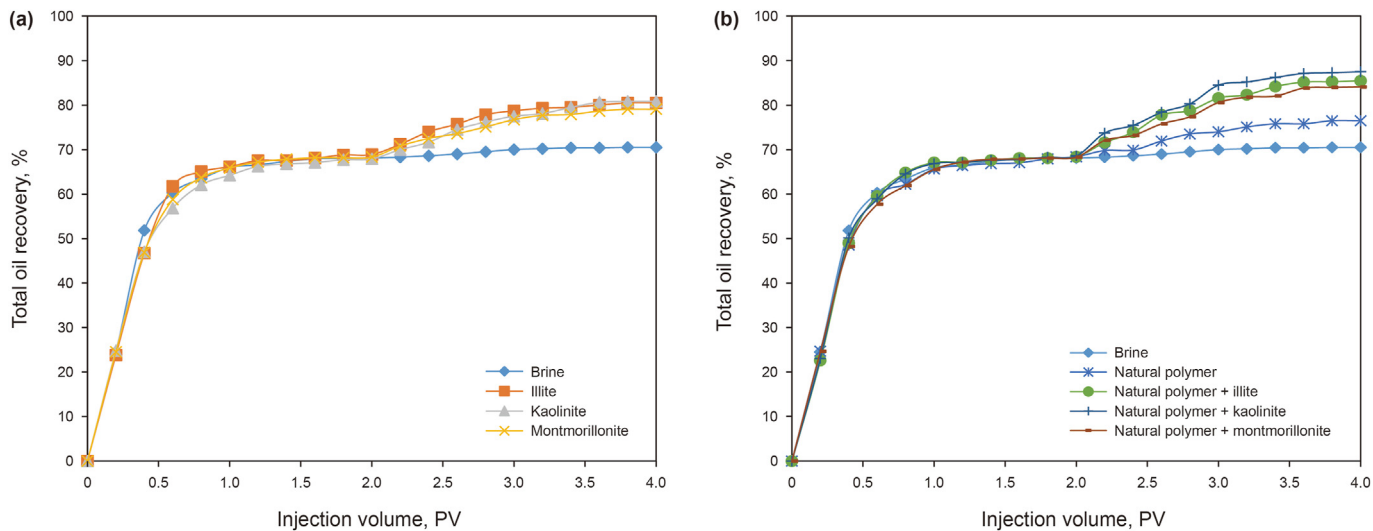 (a)
100
90
80
70
60
50
40
30
20
10
0
Total oil recovery, %
0
0.5
1.0
1.5
2.0
2.5
3.0
3.5
4.0
Injection volume, PV
Brine
Illite
Kaolinite
Montmorillonite
(b)
100
90
80
70
60
50
40
30
20
10
0
Total oil recovery, %
0
0.5
1.0
1.5
2.0
2.5
3.0
3.5
4.0
Injection volume, PV
Brine
Natural polymer
Natural polymer + illite
Natural polymer + kaolinite
Natural polymer + montmorillonite